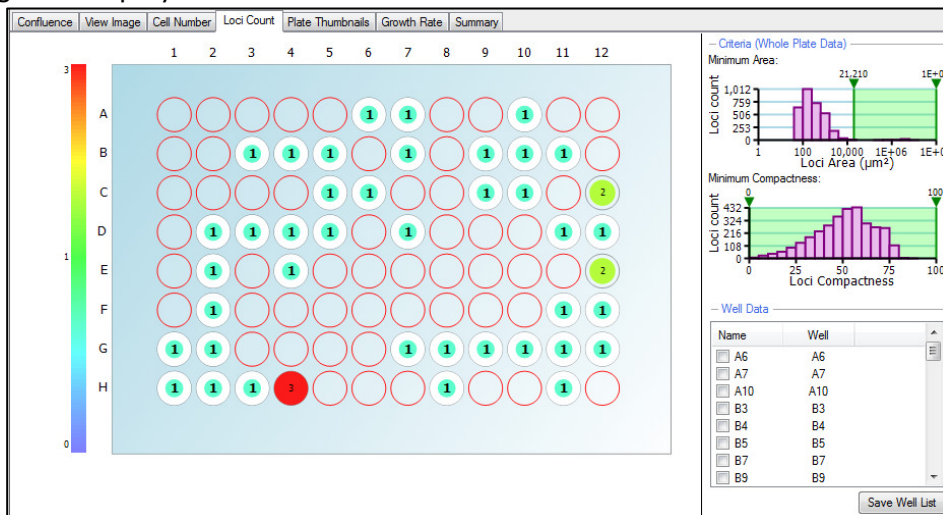 Confluence View Image Cell Number Loci Count Plate Thumbnails Growth Rate Summary
1 2 3 4 5 6 7 8 9 10 11 12
3
1
0
A 1 1 1
B 1 1 1 1 1 1 1
C 1 1 1 1 2
D 1 1 1 1 1 1 1
E 1 1 2
F 1 1 1
G 1 1 1 1 1 1 1 1
H 1 1 1 3 1 1
Criteria (Whole Plate Data)
Minimum Area:
21,210 1E+0
Loci count
1,012
759
506
253
0
1 100 10,000 1E+06 1E+0
Loci Area (µm²)
Minimum Compactness:
0 100
Loci count
432
324
216
108
0
0 25 50 75 100
Loci Compactness
Well Data
Name Well
A6 A6
A7 A7
A10 A10
B3 B3
B4 B4
B5 B5
B7 B7
B9 B9
Save Well List